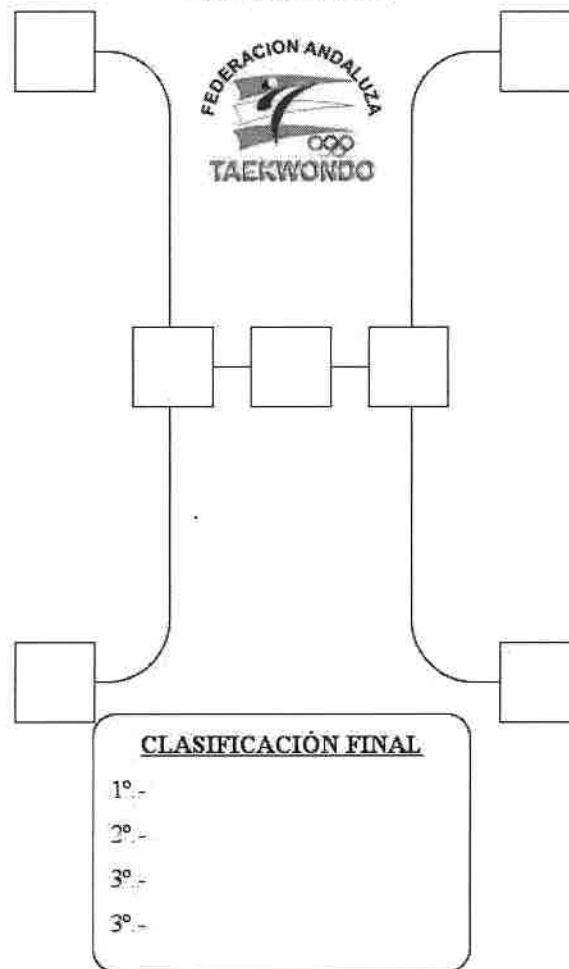 FEDERACION ANDALUZA
TAEKWONDO
CLASIFICACIÓN FINAL
1º.-
2º.-
3º.-
3º.-